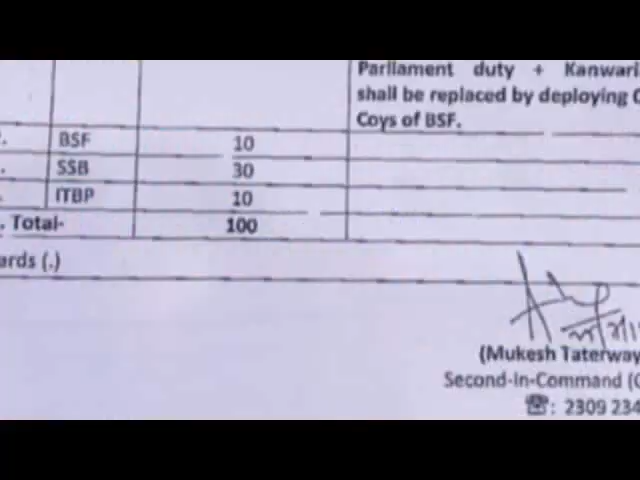 Parliament duty + Kanwari
shall be replaced by deploying
Coys of BSF.
BSF 10
SSB 30
ITBP 10
. Total- 100
ards (.)
(Mukesh Taterway
Second-In-Command (
☎: 2309 234